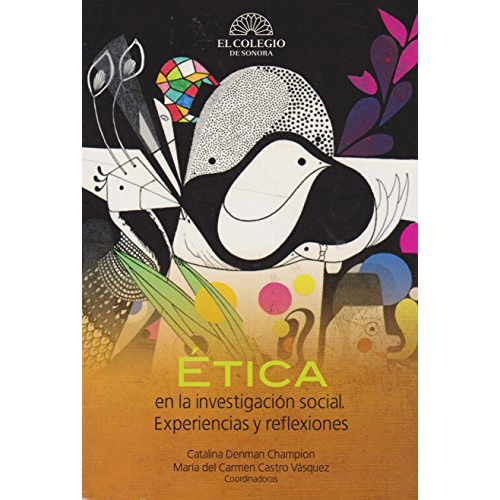 EL COLEGIO
DE SONORA
ÉTICA
en la investigación social.
Experiencias y reflexiones
Catalina Denman Champion
María del Carmen Castro Vásquez
Coordinadoras